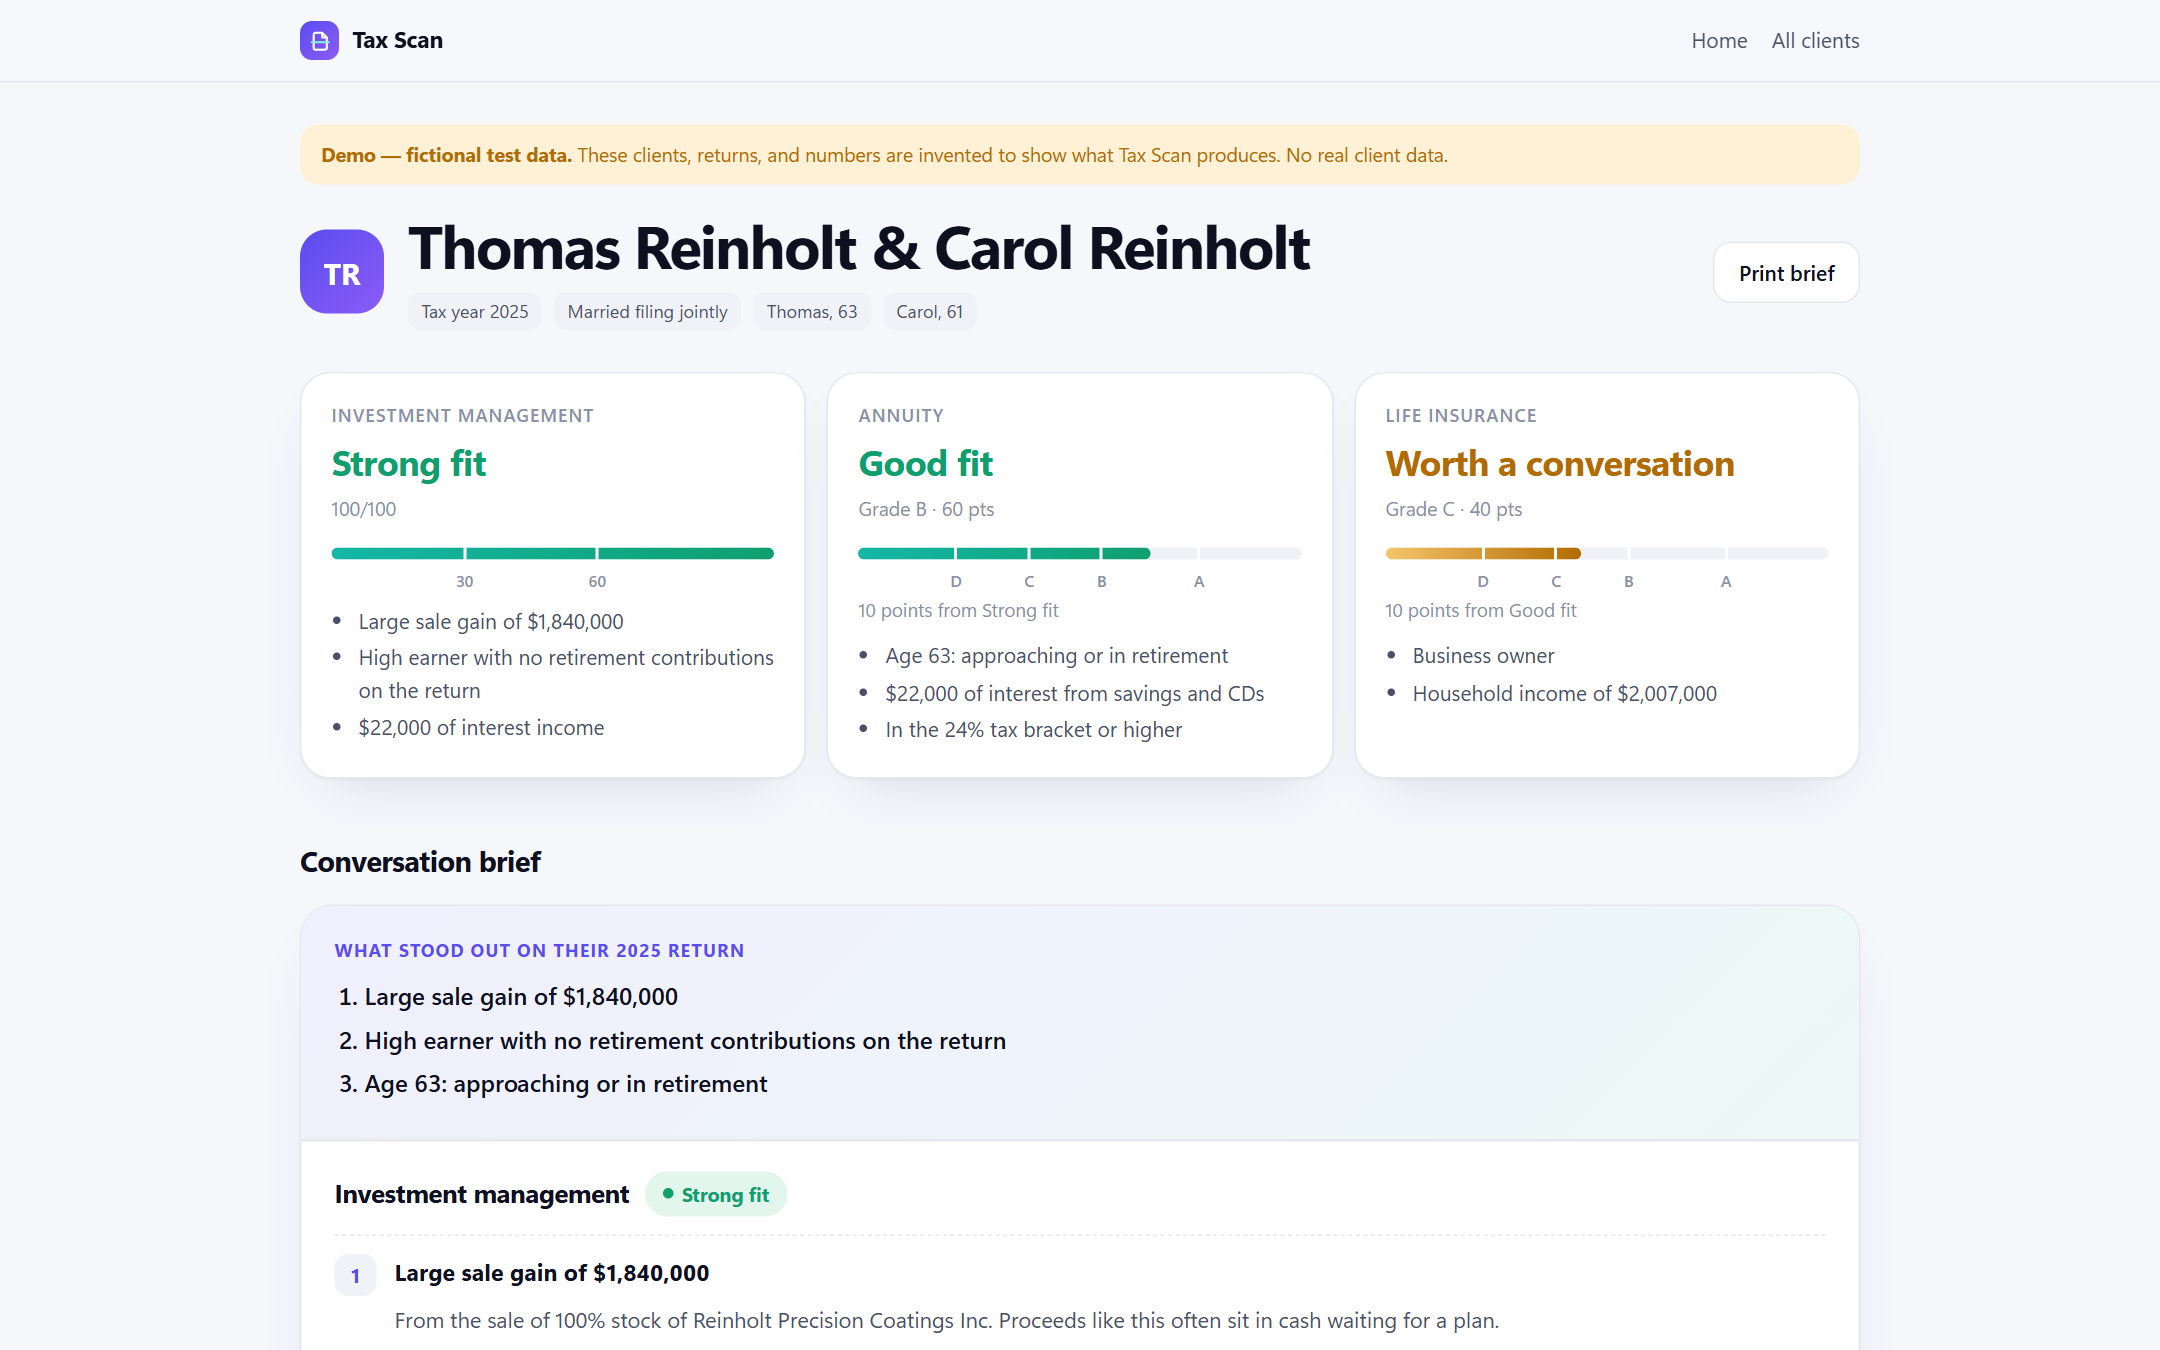 Tax Scan
Home
All clients
Demo — fictional test data. These clients, returns, and numbers are invented to show what Tax Scan produces. No real client data.
TR
Thomas Reinholt & Carol Reinholt
Tax year 2025
Married filing jointly
Thomas, 63
Carol, 61
Print brief
INVESTMENT MANAGEMENT
Strong fit
100/100
30
60
• Large sale gain of $1,840,000
• High earner with no retirement contributions
on the return
• $22,000 of interest income
ANNUITY
Good fit
Grade B · 60 pts
D
C
B
A
10 points from Strong fit
• Age 63: approaching or in retirement
• $22,000 of interest from savings and CDs
• In the 24% tax bracket or higher
LIFE INSURANCE
Worth a conversation
Grade C · 40 pts
D
C
B
A
10 points from Good fit
• Business owner
• Household income of $2,007,000
Conversation brief
WHAT STOOD OUT ON THEIR 2025 RETURN
1. Large sale gain of $1,840,000
2. High earner with no retirement contributions on the return
3. Age 63: approaching or in retirement
Investment management
Strong fit
1
Large sale gain of $1,840,000
From the sale of 100% stock of Reinholt Precision Coatings Inc. Proceeds like this often sit in cash waiting for a plan.